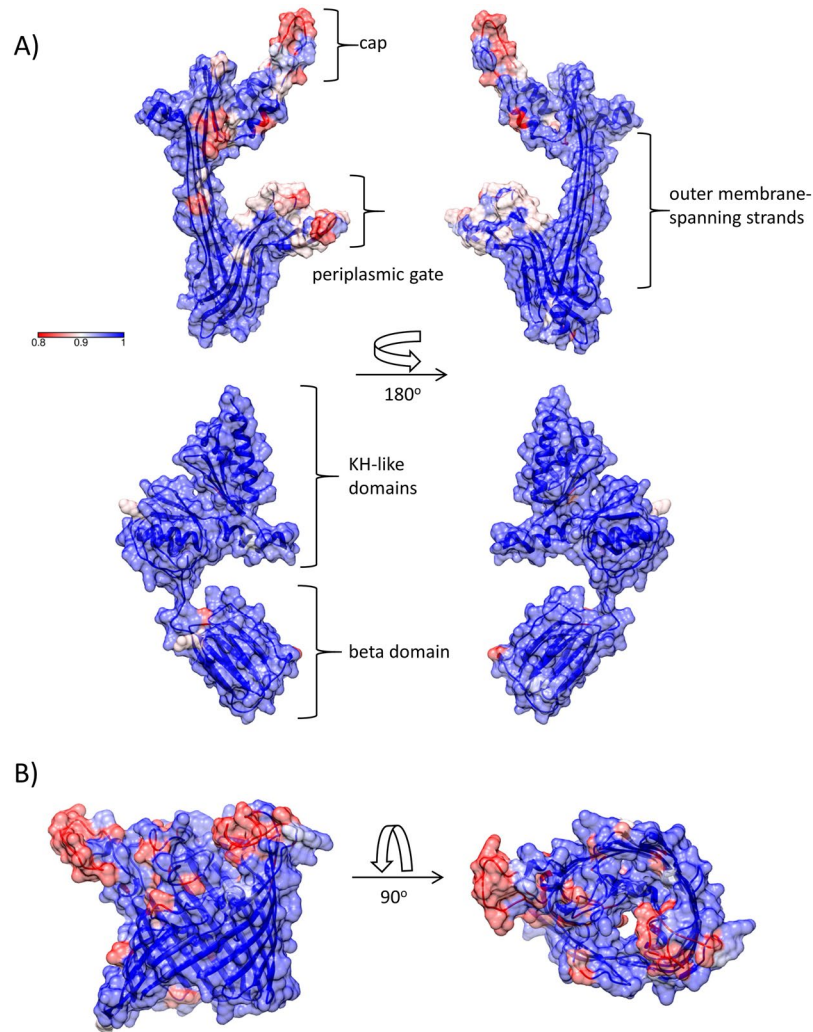 A)
cap
outer membrane-
spanning strands
periplasmic gate
0.8 0.9 1
180°
KH-like
domains
beta domain
B)
90°